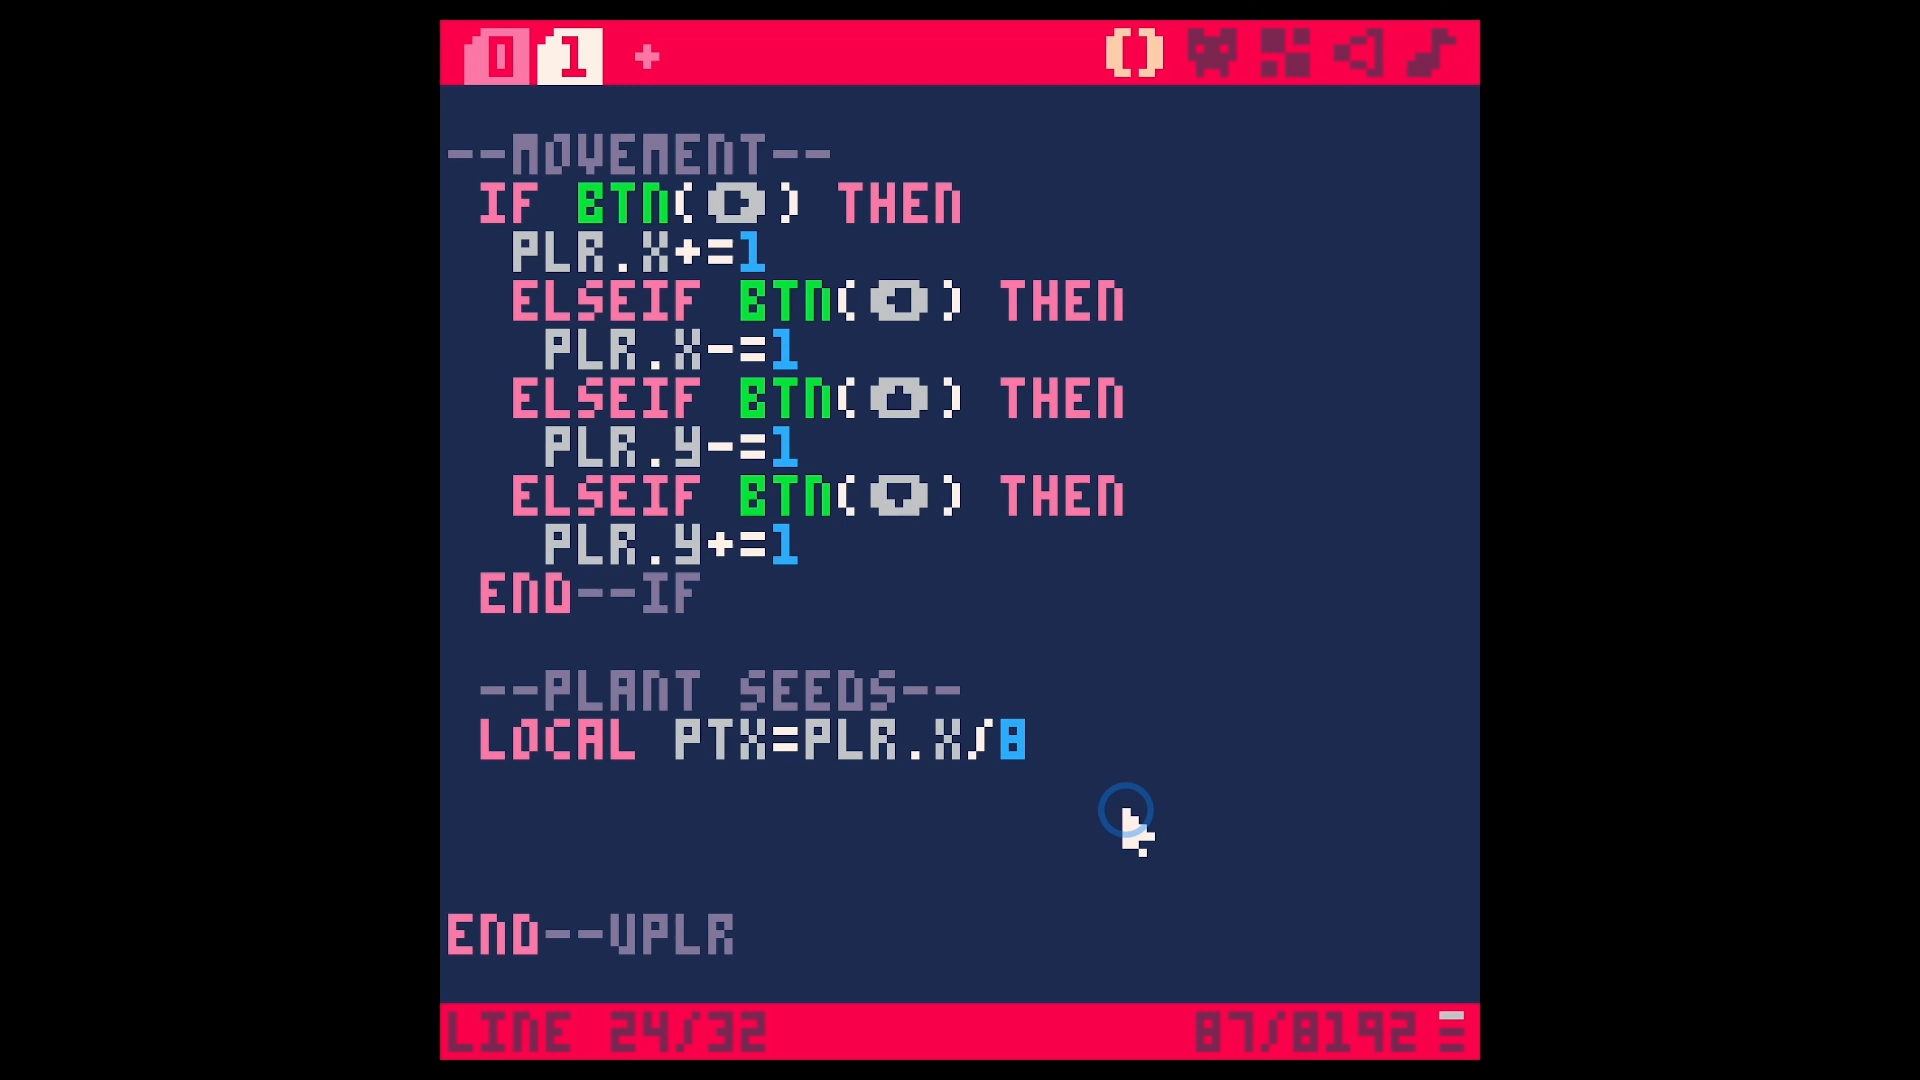 0 1 +
--MOVEMENT--
IF BTN(➡️) THEN
PLR.X+=1
ELSEIF BTN(⬅️) THEN
PLR.X-=1
ELSEIF BTN(⬆️) THEN
PLR.Y-=1
ELSEIF BTN(⬇️) THEN
PLR.Y+=1
END--IF
--PLANT SEEDS--
LOCAL PTX=PLR.X/8
END--UPLR
LINE 24/32
87/8192